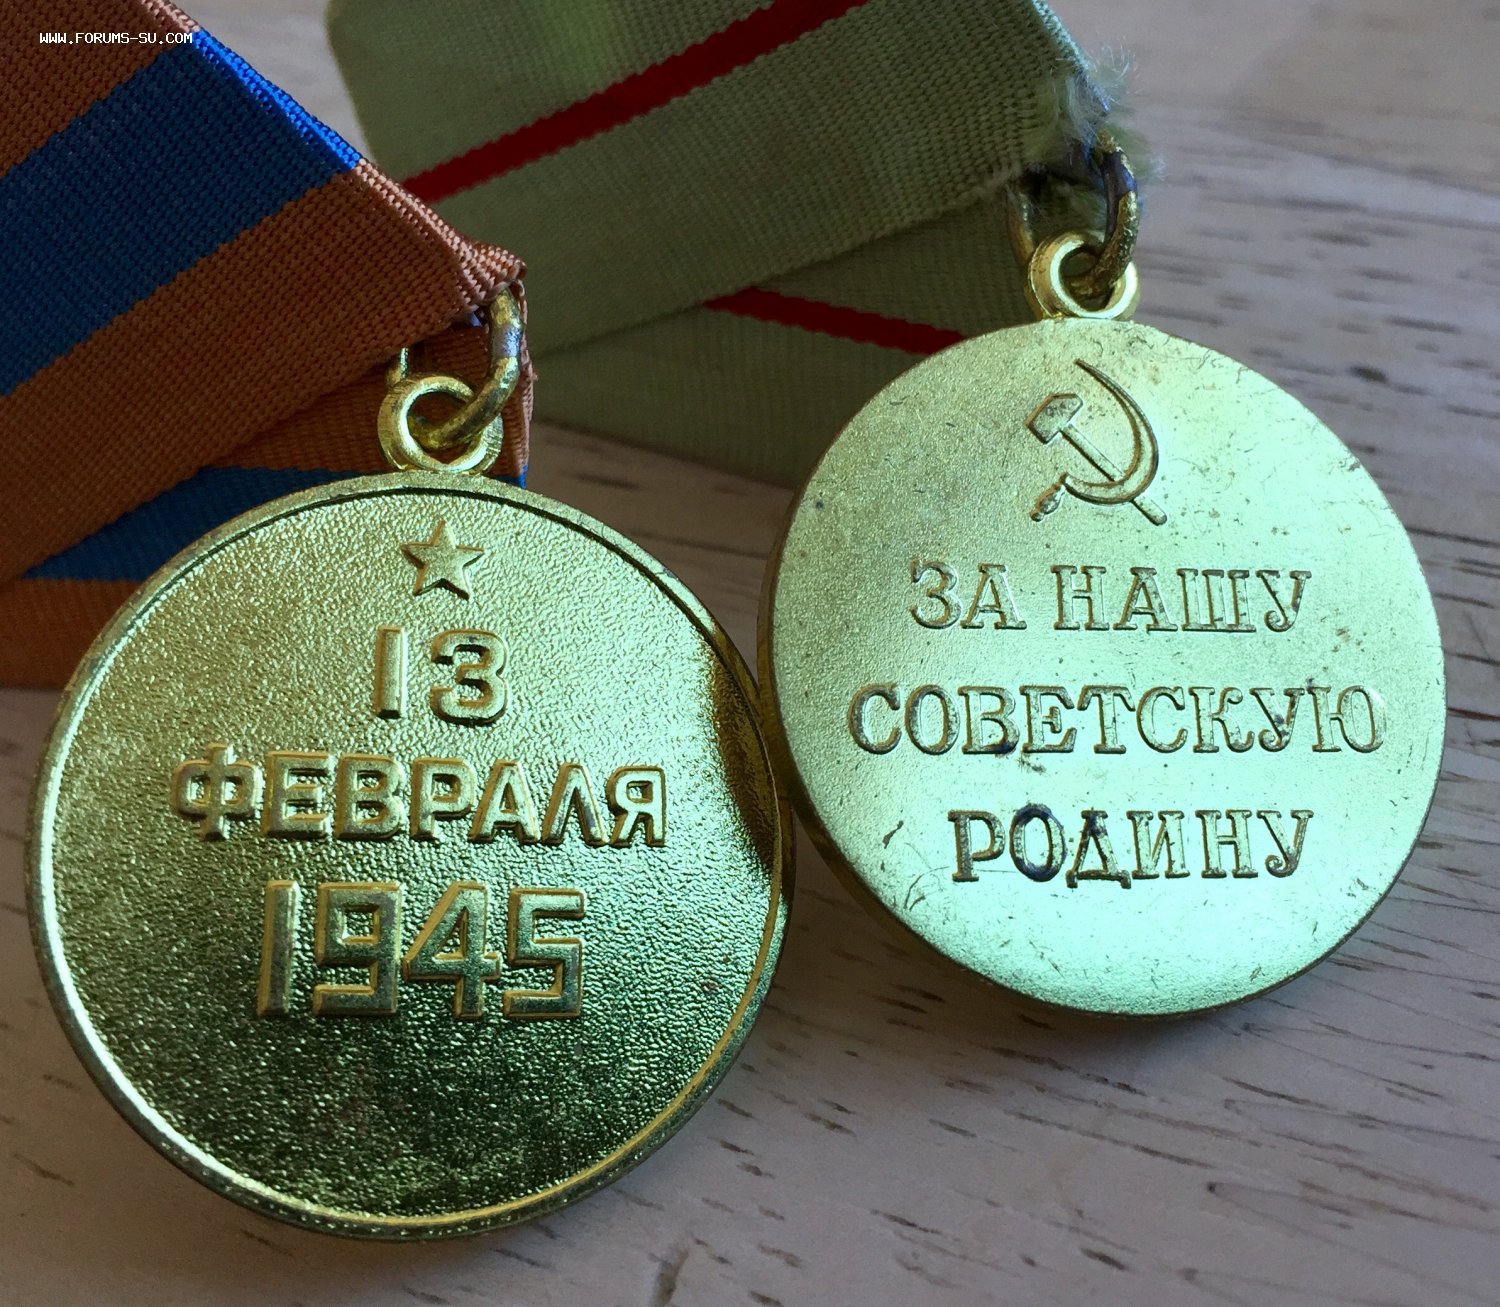 WWW.FORUMS-SU.COM
13
ФЕВРАЛЯ
1945
ЗА НАШУ
СОВЕТСКУЮ
РОДИНУ